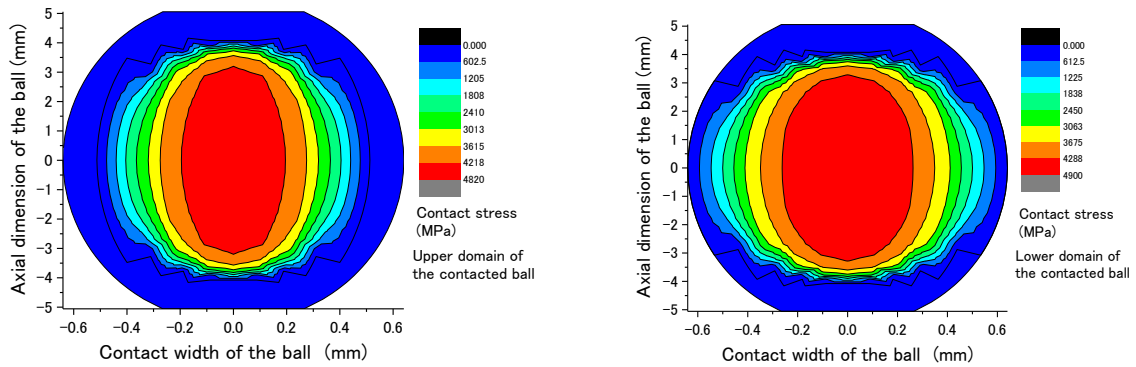 Axial dimension of the ball (mm)
5
4
3
2
1
0
−1
−2
−3
−4
−5
−0.6 −0.4 −0.2 0.0 0.2 0.4 0.6
Contact width of the ball (mm)
0.000
602.5
1205
1808
2410
3013
3615
4218
4820
Contact stress
(MPa)
Upper domain of
the contacted ball
Axial dimension of the ball (mm)
5
4
3
2
1
0
−1
−2
−3
−4
−5
−0.6 −0.4 −0.2 0.0 0.2 0.4 0.6
Contact width of the ball (mm)
0.000
612.5
1225
1838
2450
3063
3675
4288
4900
Contact stress
(MPa)
Lower domain of
the contacted ball